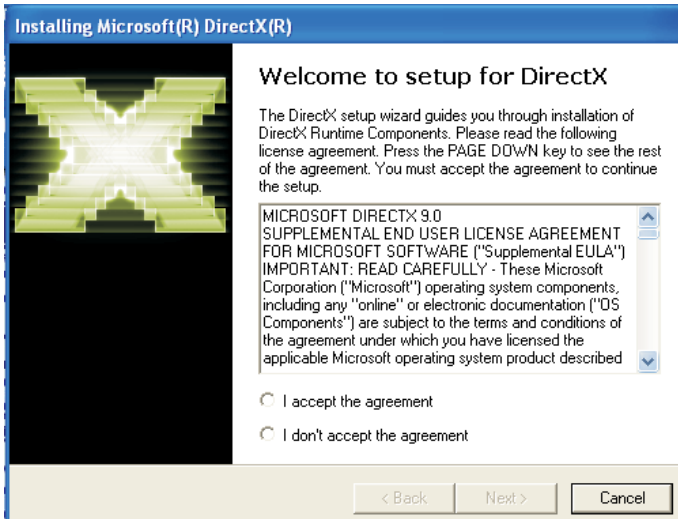 Installing Microsoft(R) DirectX(R)
Welcome to setup for DirectX
The DirectX setup wizard guides you through installation of
DirectX Runtime Components. Please read the following
license agreement. Press the PAGE DOWN key to see the rest
of the agreement. You must accept the agreement to continue
the setup.
MICROSOFT DIRECTX 9.0
SUPPLEMENTAL END USER LICENSE AGREEMENT
FOR MICROSOFT SOFTWARE ("Supplemental EULA")
IMPORTANT: READ CAREFULLY - These Microsoft
Corporation ("Microsoft") operating system components,
including any "online" or electronic documentation ("OS
Components") are subject to the terms and conditions of
the agreement under which you have licensed the
applicable Microsoft operating system product described
I accept the agreement
I don't accept the agreement
< Back Next > Cancel